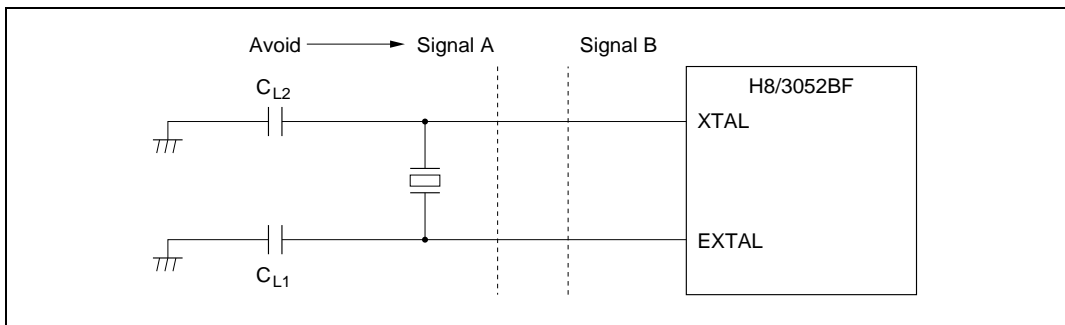 Avoid Signal A Signal B
H8/3052BF
CL2
XTAL
EXTAL
CL1